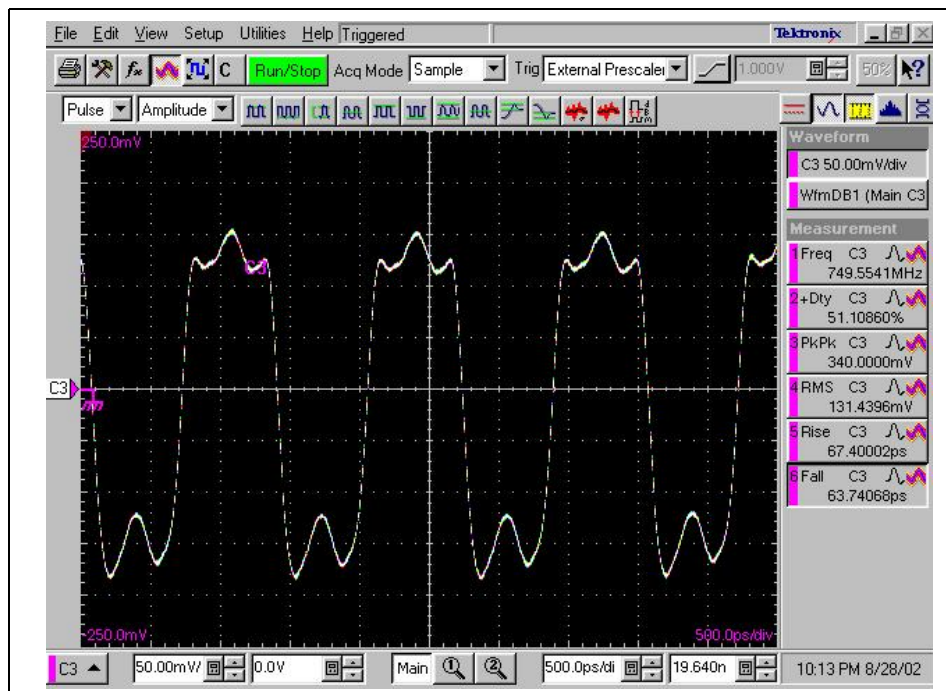 File Edit View Setup Utilities Help Triggered Tektronix
C Run/Stop Acq Mode Sample Trig External Prescaler 1.000V 50%
Pulse Amplitude
250.0mV
C3
C3
-250.0mV
500.0ps/div
Waveform
C3 50.00mV/div
WfmDB1 (Main C3
Measurement
1 Freq C3
749.5541MHz
2 +Dty C3
51.10860%
3 PkPk C3
340.0000mV
4 RMS C3
131.4396mV
5 Rise C3
67.40002ps
6 Fall C3
63.74068ps
C3 50.00mV/ 0.0V Main 1 2 500.0ps/di 19.640n 10:13 PM 8/28/02